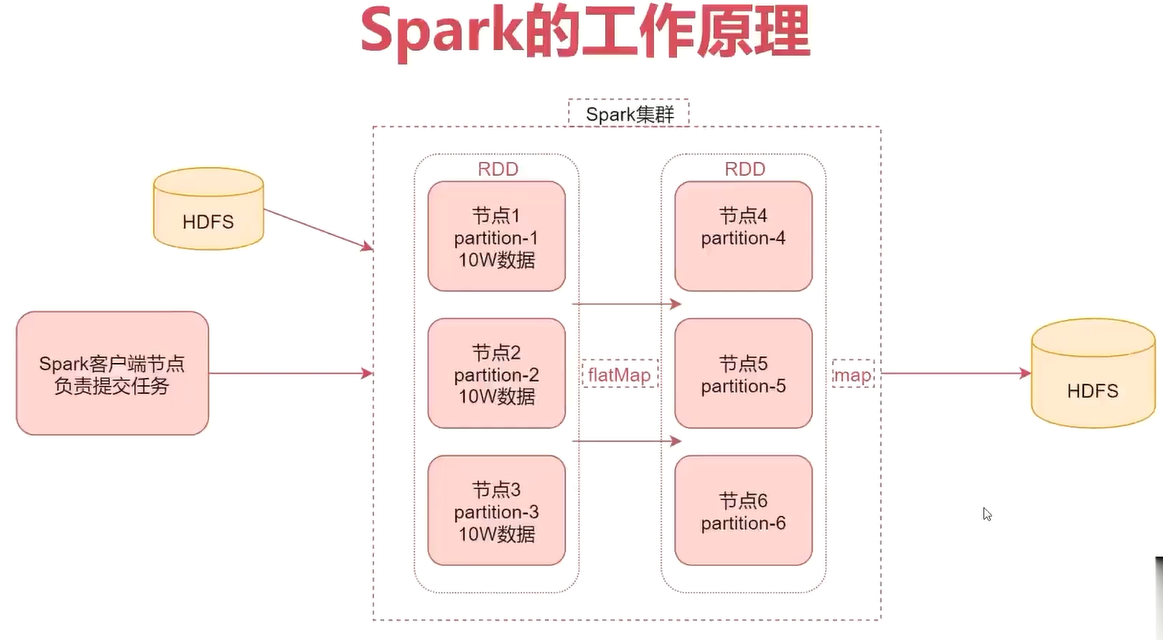 Spark的工作原理
Spark集群
HDFS
Spark客户端节点
负责提交任务
RDD
节点1
partition-1
10W数据
节点2
partition-2
10W数据
节点3
partition-3
10W数据
flatMap
RDD
节点4
partition-4
节点5
partition-5
节点6
partition-6
map
HDFS